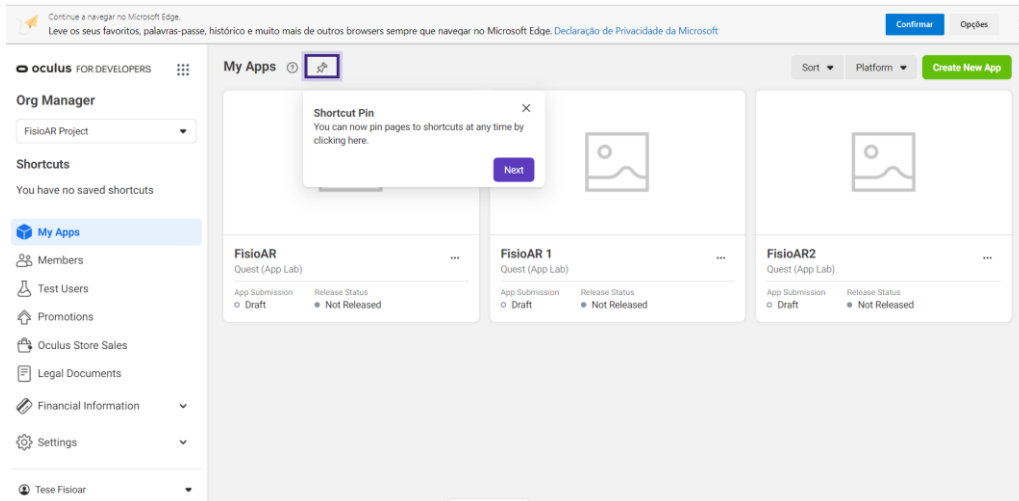 Continue a navegar no Microsoft Edge.
Leve os seus favoritos, palavras-passe, histórico e muito mais de outros browsers sempre que navegar no Microsoft Edge. Declaração de Privacidade da Microsoft
Confirmar
Opções
oculus FOR DEVELOPERS
Org Manager
FisioAR Project
Shortcuts
You have no saved shortcuts
My Apps
Members
Test Users
Promotions
Oculus Store Sales
Legal Documents
Financial Information
Settings
Tese Fisioar
My Apps
Sort
Platform
Create New App
Shortcut Pin
You can now pin pages to shortcuts at any time by
clicking here.
Next
FisioAR
Quest (App Lab)
App Submission Release Status
Draft Not Released
FisioAR 1
Quest (App Lab)
App Submission Release Status
Draft Not Released
FisioAR2
Quest (App Lab)
App Submission Release Status
Draft Not Released